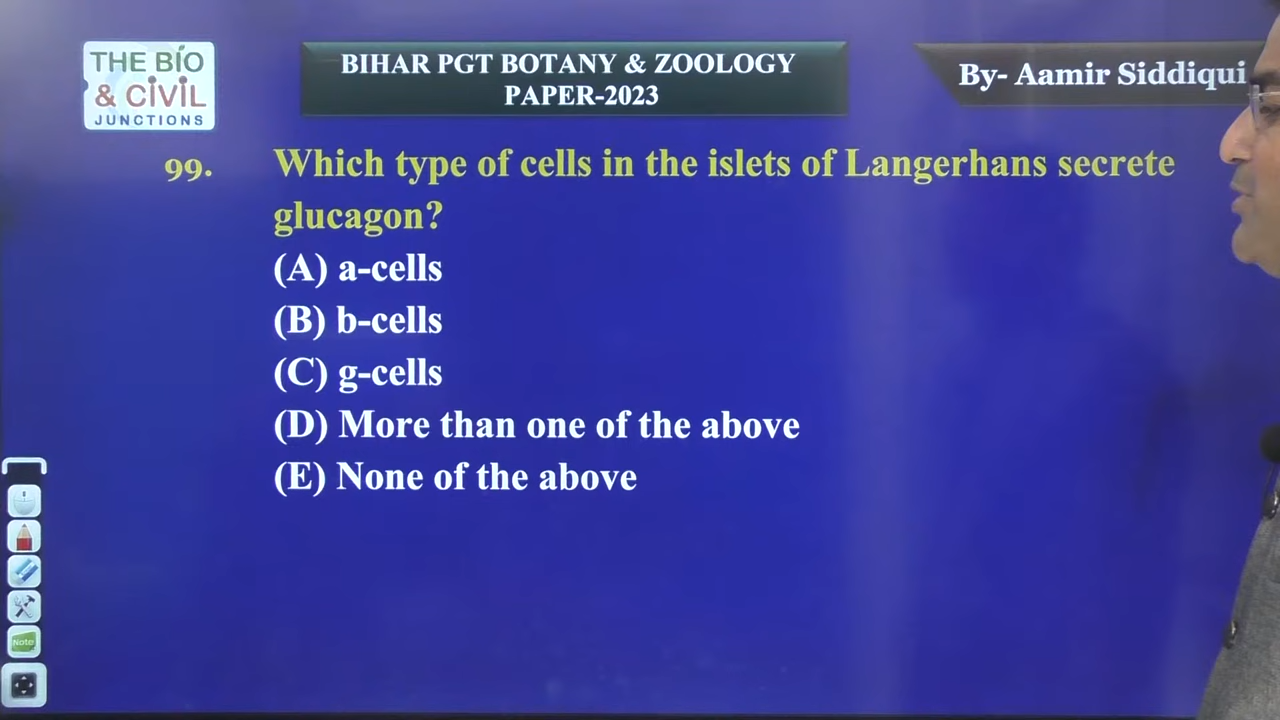 THE BIO
& CIVIL
JUNCTIONS
BIHAR PGT BOTANY & ZOOLOGY
PAPER-2023
By- Aamir Siddiqui
99. Which type of cells in the islets of Langerhans secrete
glucagon?
(A) a-cells
(B) b-cells
(C) g-cells
(D) More than one of the above
(E) None of the above
Note